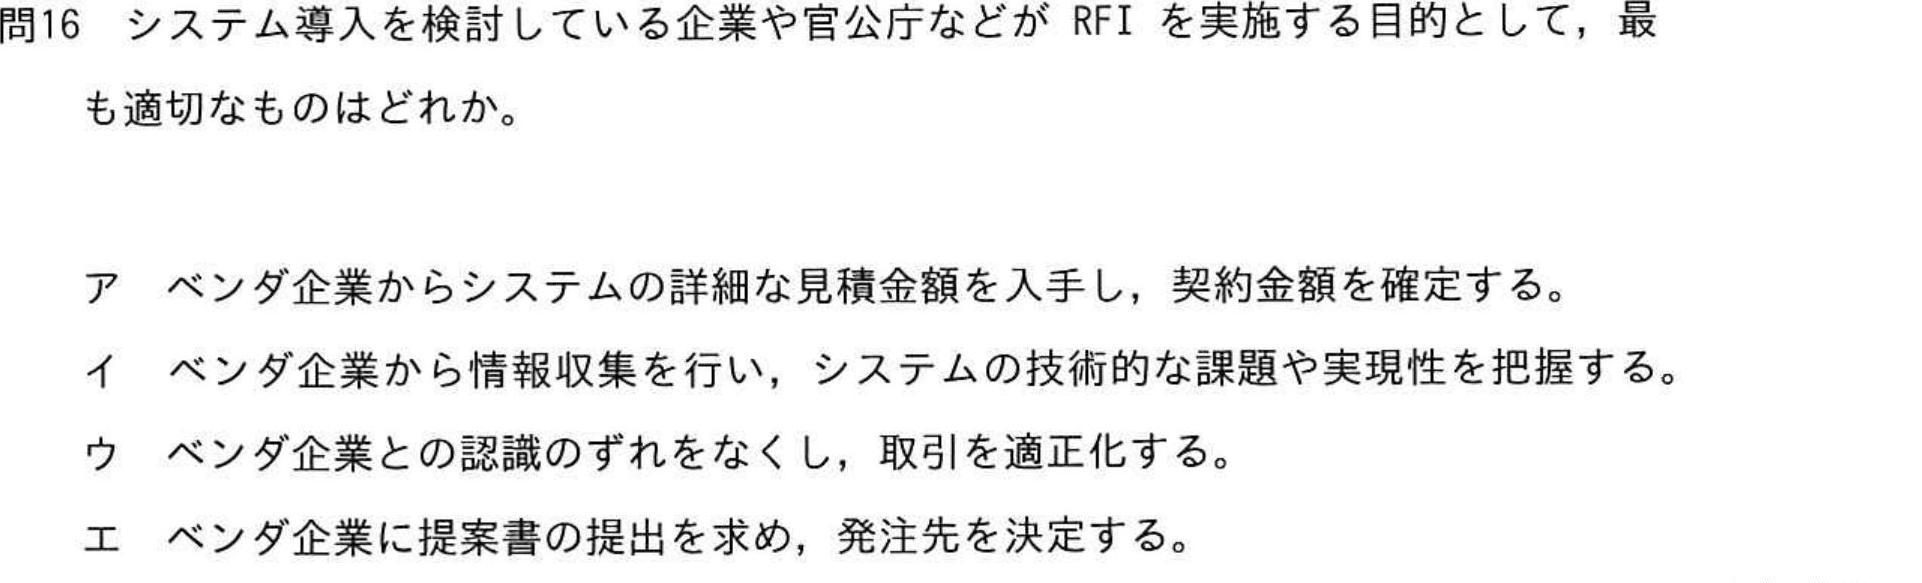 問16　システム導入を検討している企業や官公庁などが RFI を実施する目的として，最
も適切なものはどれか。
ア　ベンダ企業からシステムの詳細な見積金額を入手し，契約金額を確定する。
イ　ベンダ企業から情報収集を行い，システムの技術的な課題や実現性を把握する。
ウ　ベンダ企業との認識のずれをなくし，取引を適正化する。
エ　ベンダ企業に提案書の提出を求め，発注先を決定する。